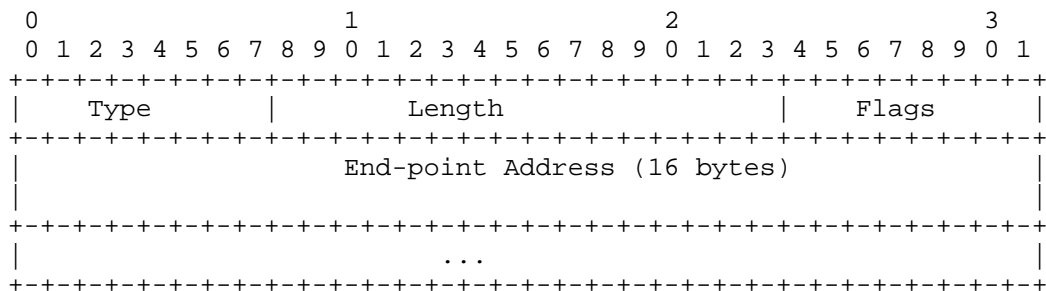 0                   1                   2                   3
 0 1 2 3 4 5 6 7 8 9 0 1 2 3 4 5 6 7 8 9 0 1 2 3 4 5 6 7 8 9 0 1
+-+-+-+-+-+-+-+-+-+-+-+-+-+-+-+-+-+-+-+-+-+-+-+-+-+-+-+-+-+-+-+-+
|    Type       |        Length                 |    Flags      |
+-+-+-+-+-+-+-+-+-+-+-+-+-+-+-+-+-+-+-+-+-+-+-+-+-+-+-+-+-+-+-+-+
|                    End-point Address (16 bytes)               |
|                                                               |
+-+-+-+-+-+-+-+-+-+-+-+-+-+-+-+-+-+-+-+-+-+-+-+-+-+-+-+-+-+-+-+-+
|                          ...                                  |
+-+-+-+-+-+-+-+-+-+-+-+-+-+-+-+-+-+-+-+-+-+-+-+-+-+-+-+-+-+-+-+-+